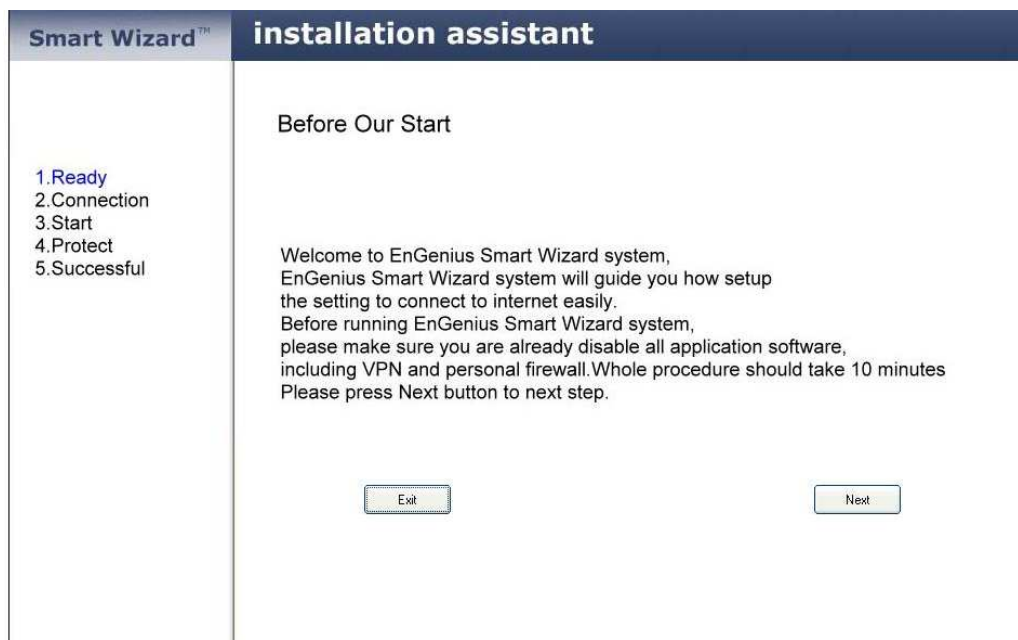 Smart Wizard™
installation assistant
Before Our Start
1.Ready
2.Connection
3.Start
4.Protect
5.Successful
Welcome to EnGenius Smart Wizard system,
EnGenius Smart Wizard system will guide you how setup
the setting to connect to internet easily.
Before running EnGenius Smart Wizard system,
please make sure you are already disable all application software,
including VPN and personal firewall.Whole procedure should take 10 minutes
Please press Next button to next step.
Exit
Next